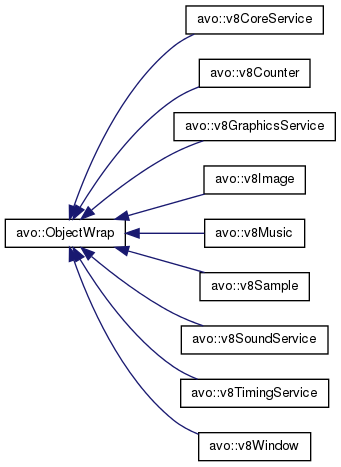 avo::v8CoreService
avo::v8Counter
avo::v8GraphicsService
avo::v8Image
avo::ObjectWrap
avo::v8Music
avo::v8Sample
avo::v8SoundService
avo::v8TimingService
avo::v8Window